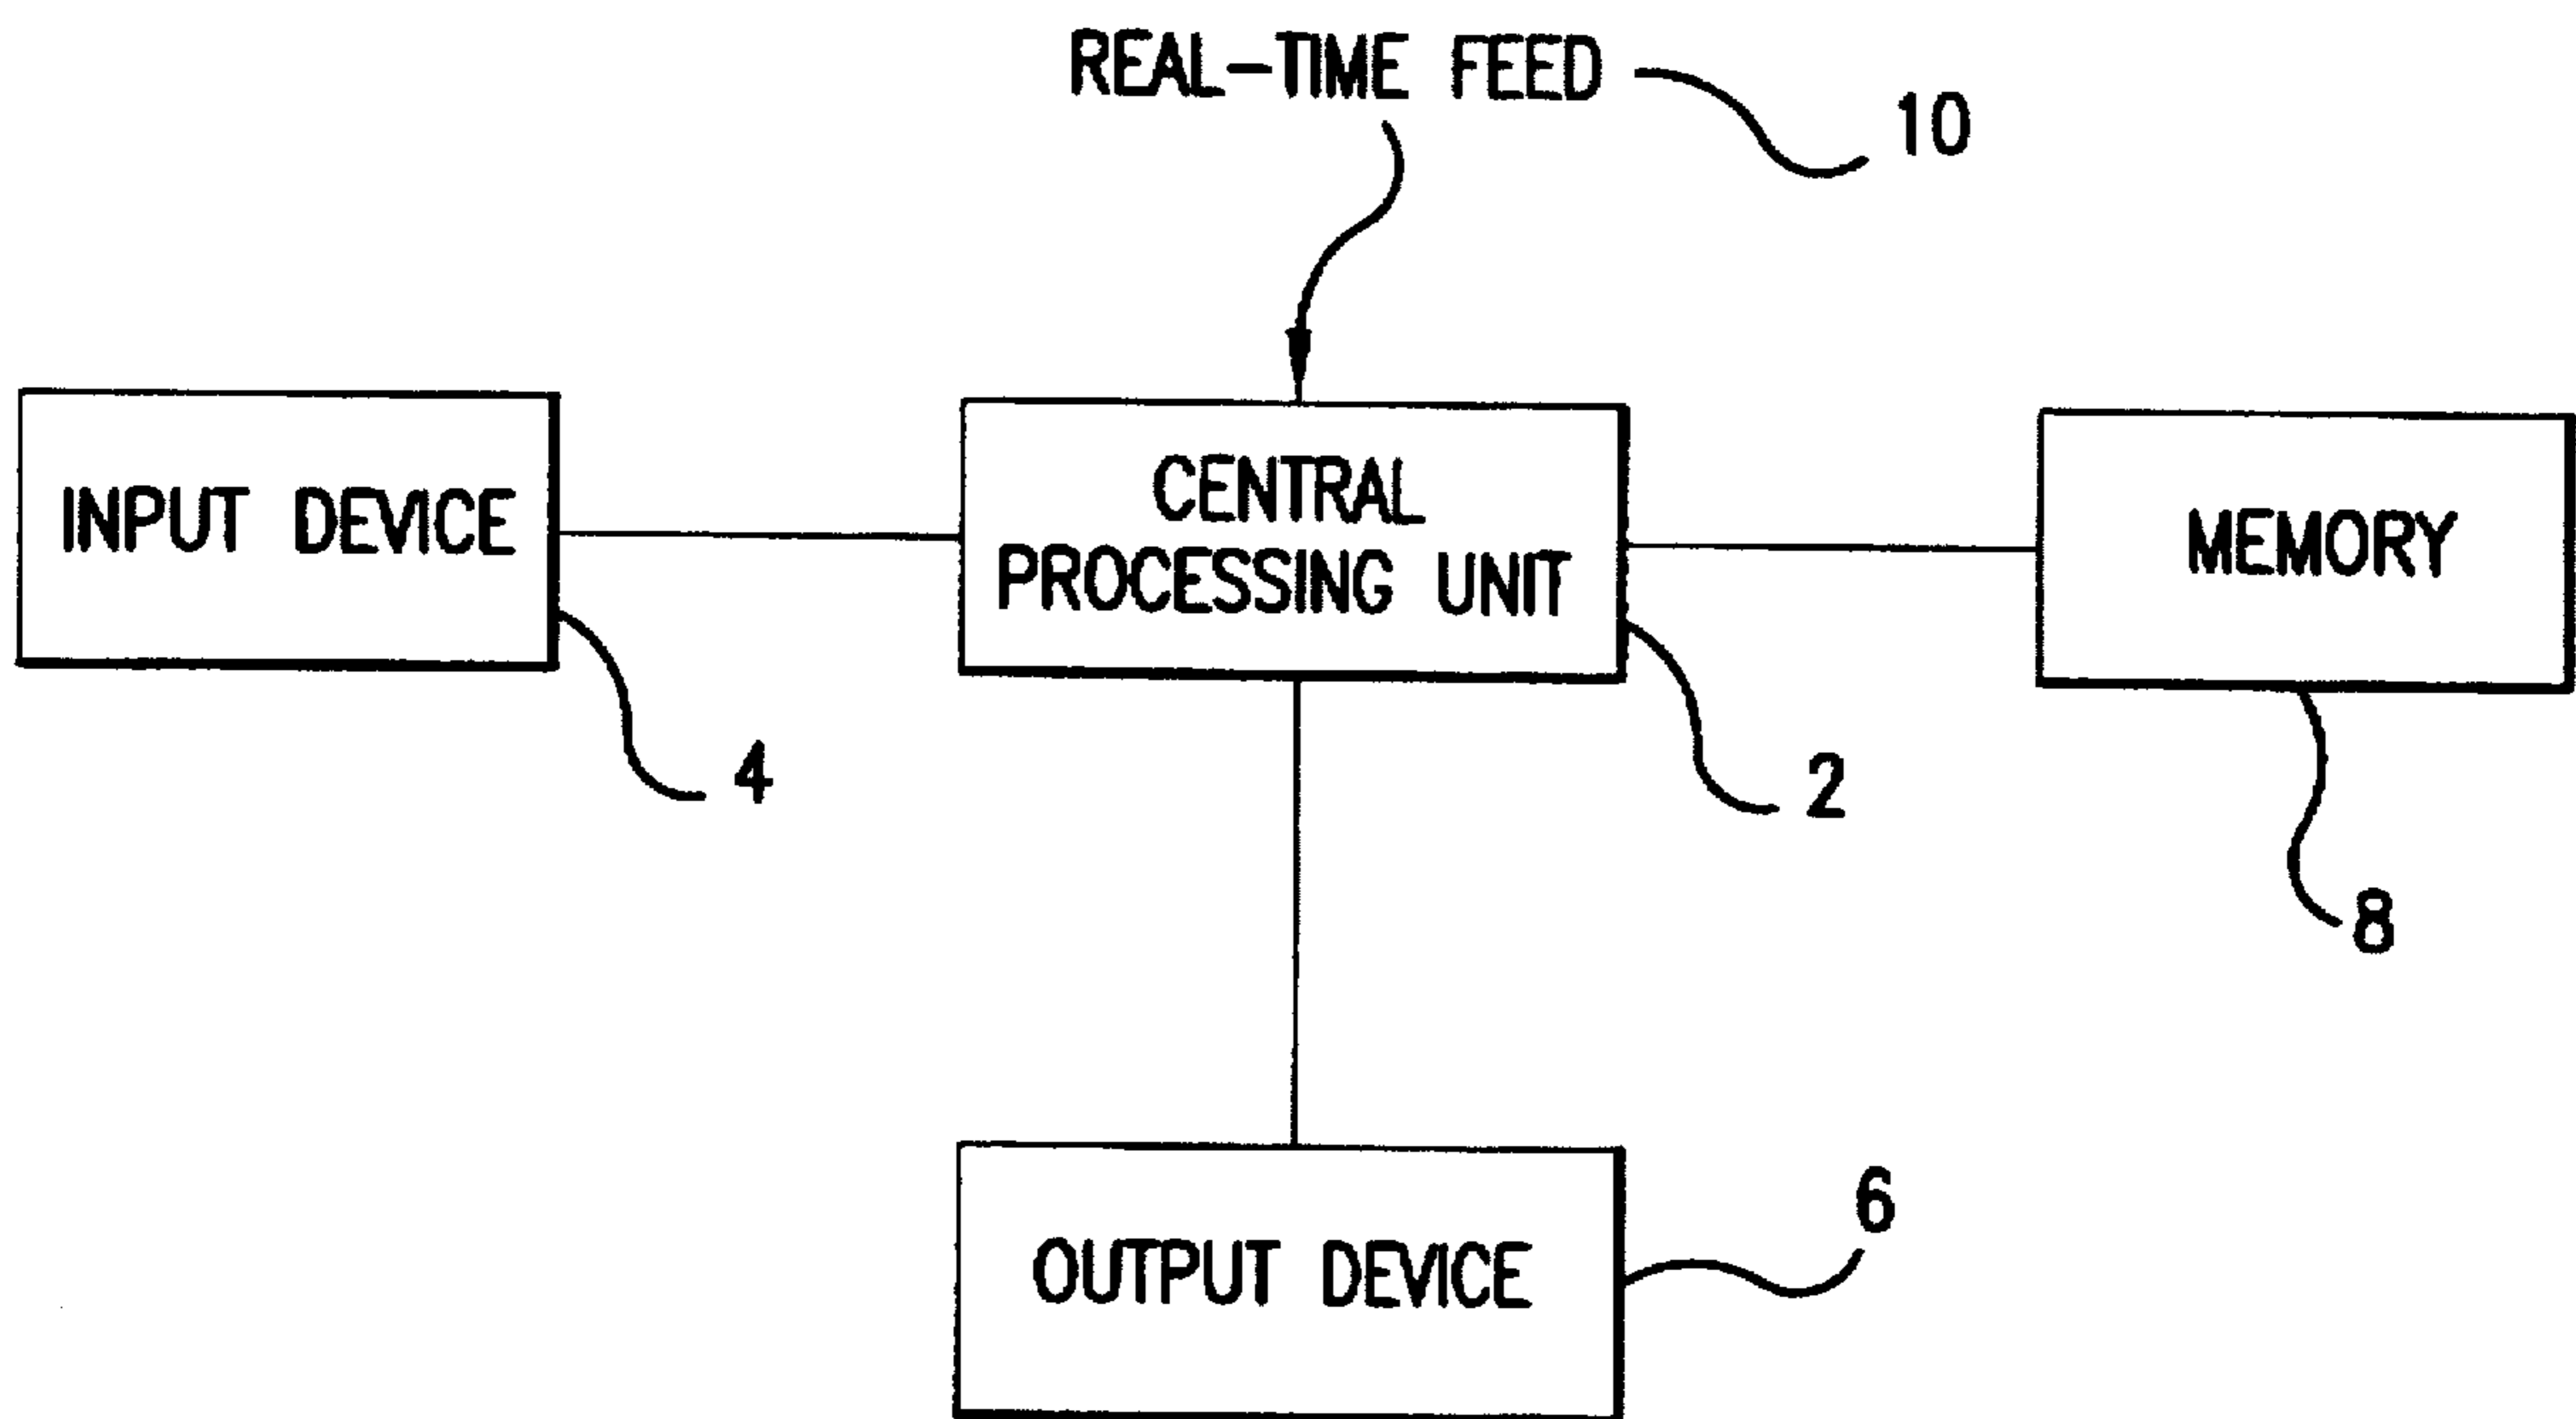 REAL-TIME FEED
10
INPUT DEVICE
CENTRAL
PROCESSING UNIT
MEMORY
4
2
8
OUTPUT DEVICE
6